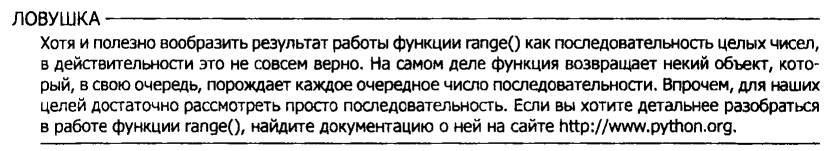 ЛОВУШКА
Хотя и полезно вообразить результат работы функции range() как последовательность целых чисел,
в действительности это не совсем верно. На самом деле функция возвращает некий объект, кото-
рый, в свою очередь, порождает каждое очередное число последовательности. Впрочем, для наших
целей достаточно рассмотреть просто последовательность. Если вы хотите детальнее разобраться
в работе функции range(), найдите документацию о ней на сайте http://www.python.org.